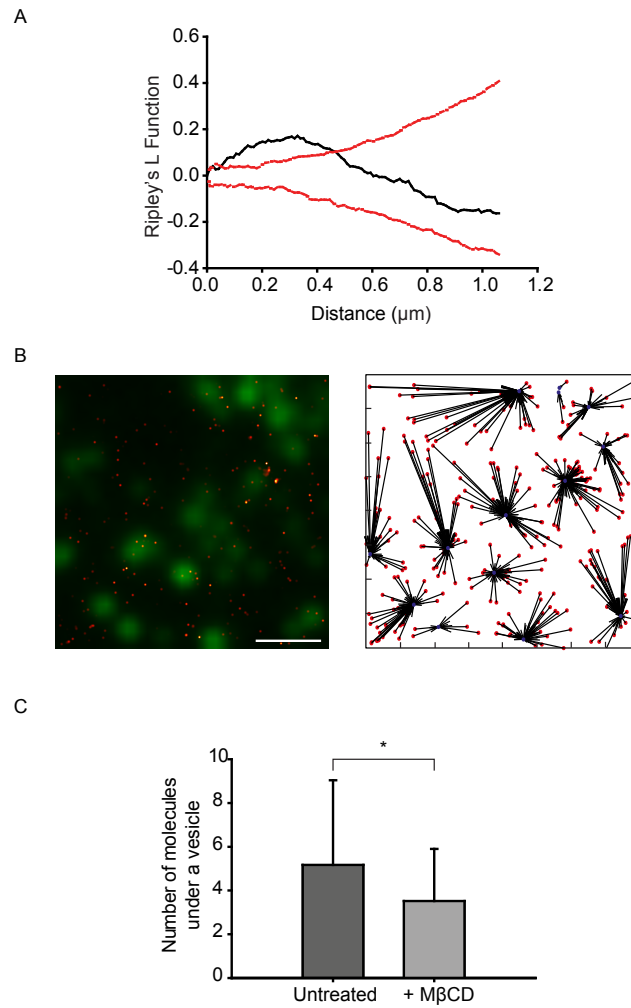 A
Ripley's L Function
0.6
0.4
0.2
0.0
-0.2
-0.4
0.0 0.2 0.4 0.6 0.8 1.0 1.2
Distance (µm)
B
C
Number of molecules
under a vesicle
10
8
6
4
2
0
*
Untreated + MβCD